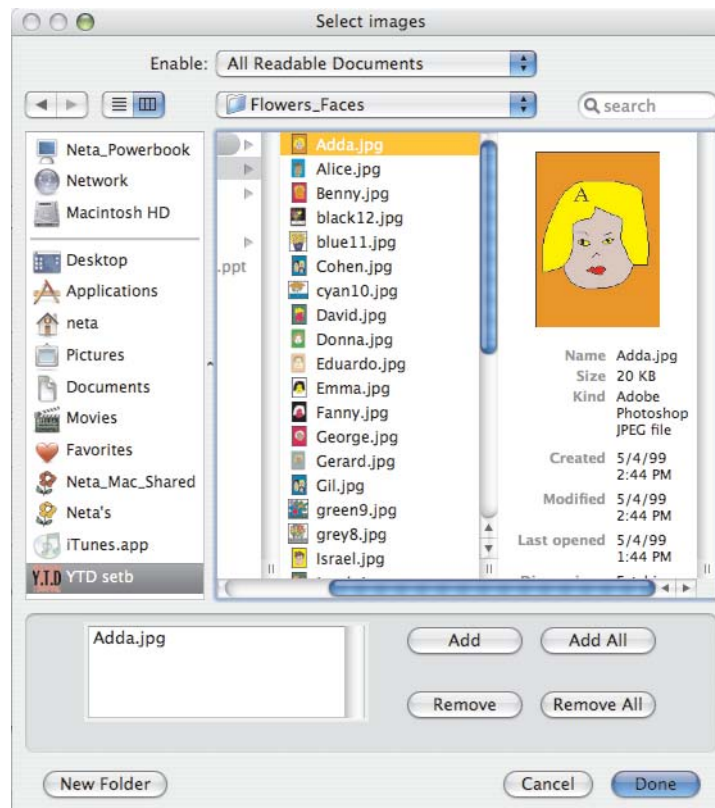 Select images
Enable: All Readable Documents
Flowers_Faces
search
Neta_Powerbook
Network
Macintosh HD
Desktop
Applications
neta
Pictures
Documents
Movies
Favorites
Neta_Mac_Shared
Neta's
iTunes.app
Y.T.D YTD setb
.ppt
Adda.jpg
Alice.jpg
Benny.jpg
black12.jpg
blue11.jpg
Cohen.jpg
cyan10.jpg
David.jpg
Donna.jpg
Eduardo.jpg
Emma.jpg
Fanny.jpg
George.jpg
Gerard.jpg
Gil.jpg
green9.jpg
grey8.jpg
Israel.jpg
A
Name Adda.jpg
Size 20 KB
Kind Adobe
Photoshop
JPEG file
Created 5/4/99
2:44 PM
Modified 5/4/99
2:44 PM
Last opened 5/4/99
1:44 PM
Adda.jpg
Add Add All
Remove Remove All
New Folder Cancel Done